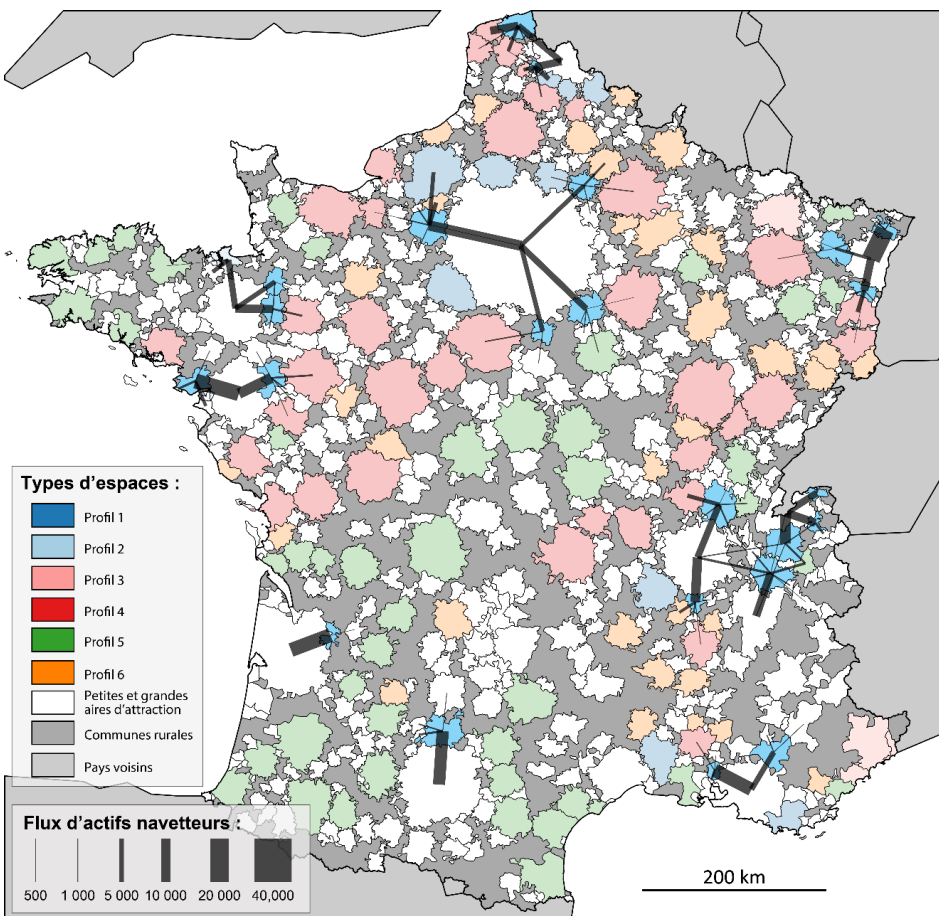 Types d’espaces :
Profil 1
Profil 2
Profil 3
Profil 4
Profil 5
Profil 6
Petites et grandes
aires d'attraction
Communes rurales
Pays voisins
Flux d’actifs navetteurs :
500 1 000 5 000 10 000 20 000 40,000
200 km